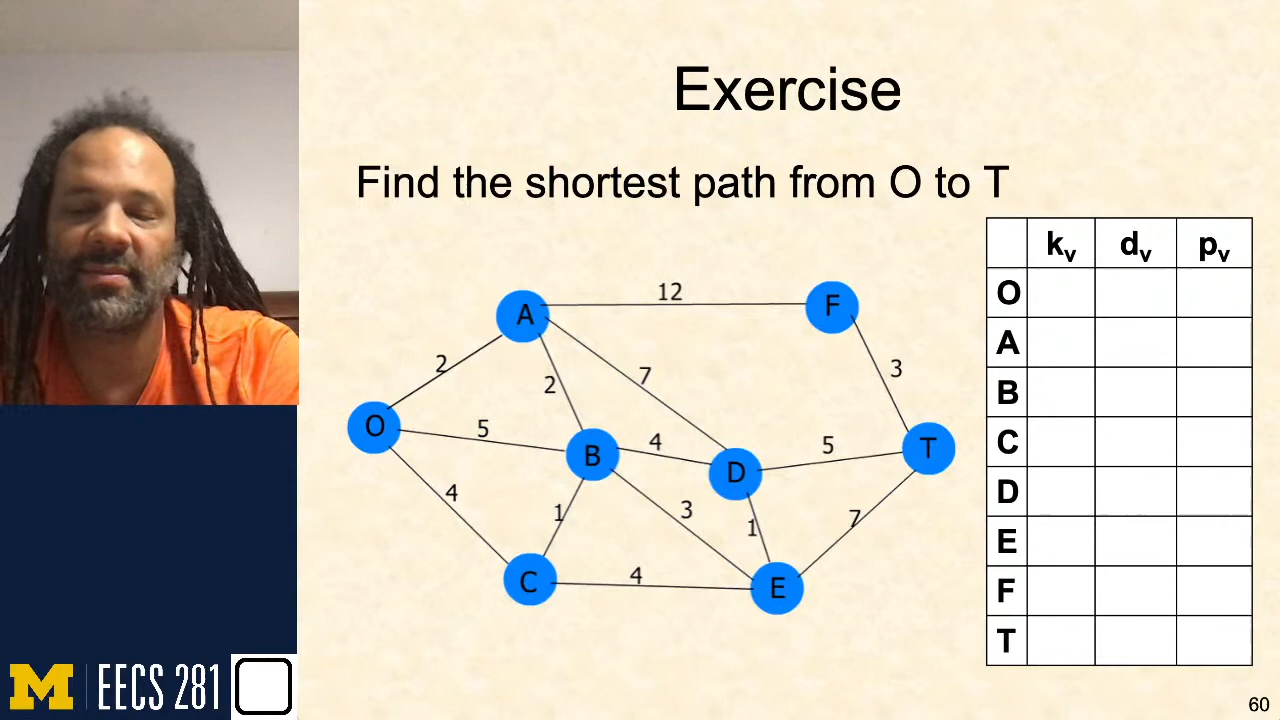 Exercise
Find the shortest path from O to T
kv dv pv
O
A
B
C
D
E
F
T
12
A
F
2
2
7
3
O
5
B
4
D
5
T
4
1
3
1
7
C
4
E
M EECS 281
60